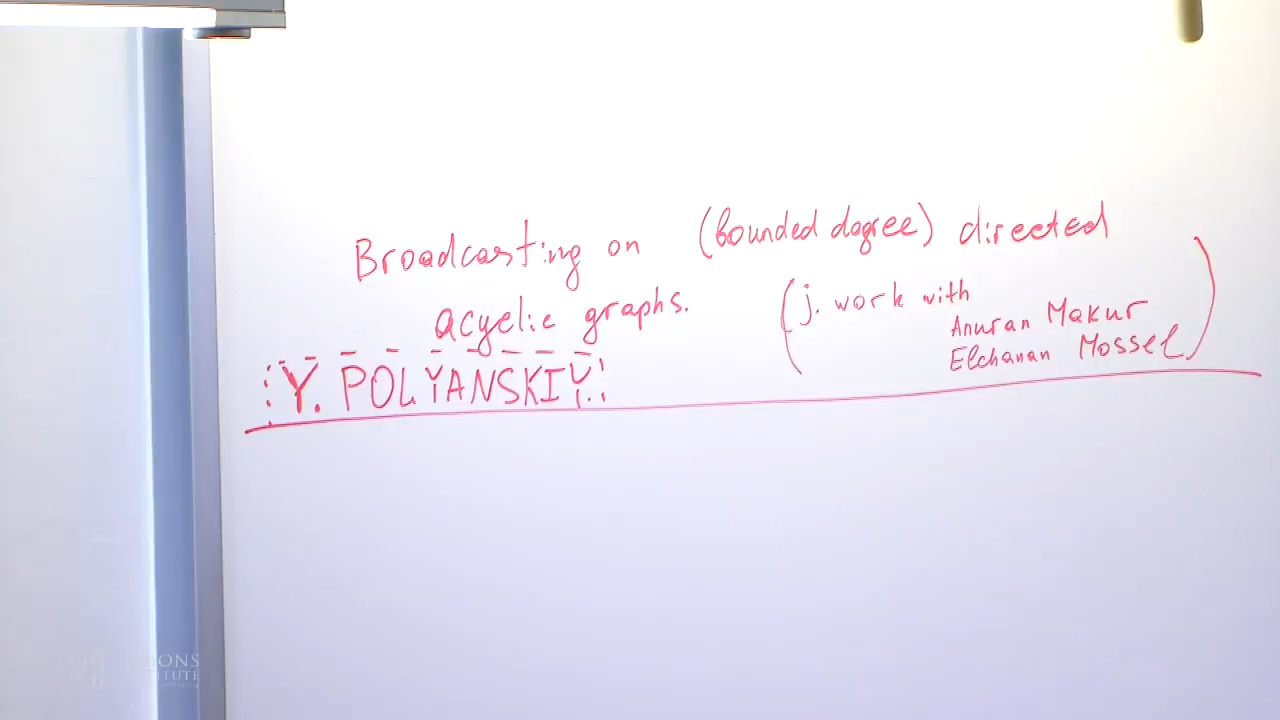 Broadcasting on (bounded degree) directed
acyclic graphs. (j. work with
Anuran Makur
Elchanan Mossel)
Y. POLYANSKIY